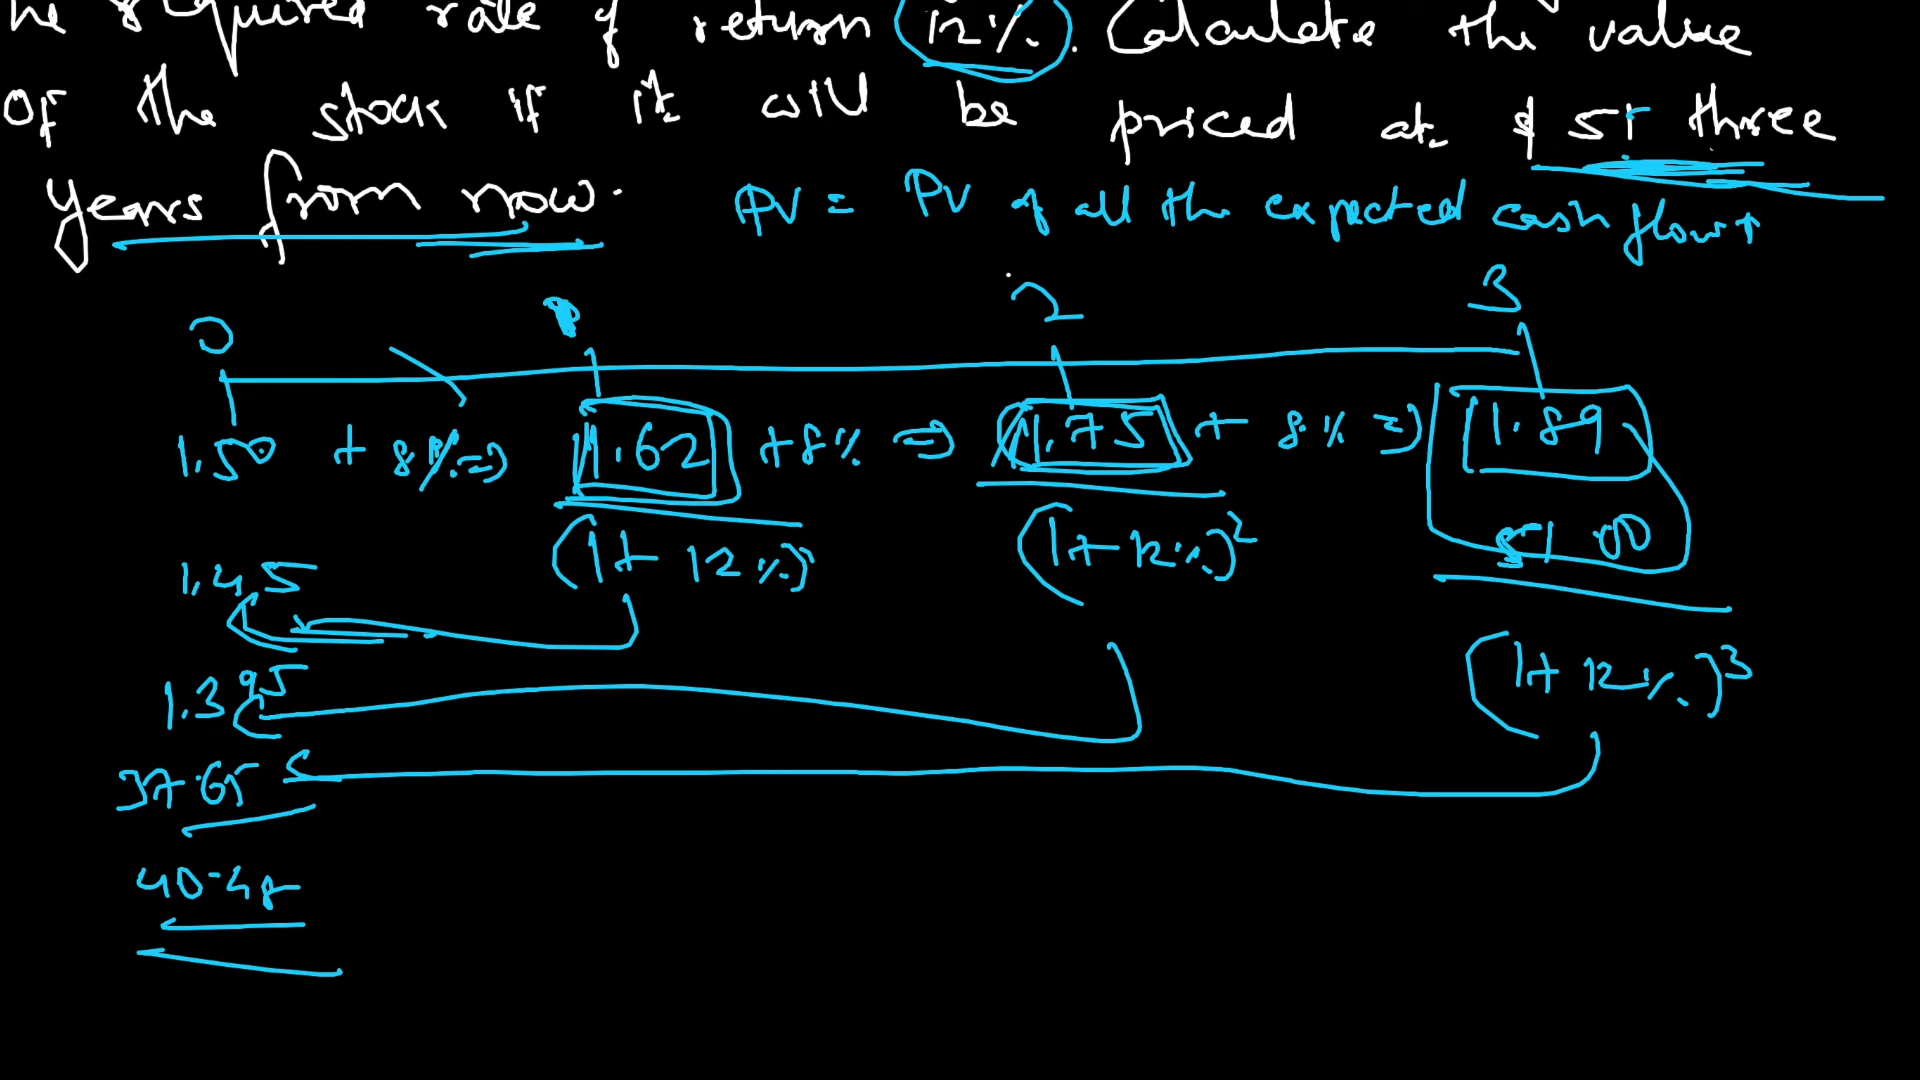 he required rate of return 12%. Calculate the value
of the stock if it will be priced at $ 51 three
years from now.
PV = PV of all the expected cash flows
0 2 3
1.50 + 8% => 1.62 +8% => 1.75 + 8% => 1.89
51 00
(1+ 12%) (1+ 12%)2
1.45
(1+ 12%)3
1.395
37.65
40.48